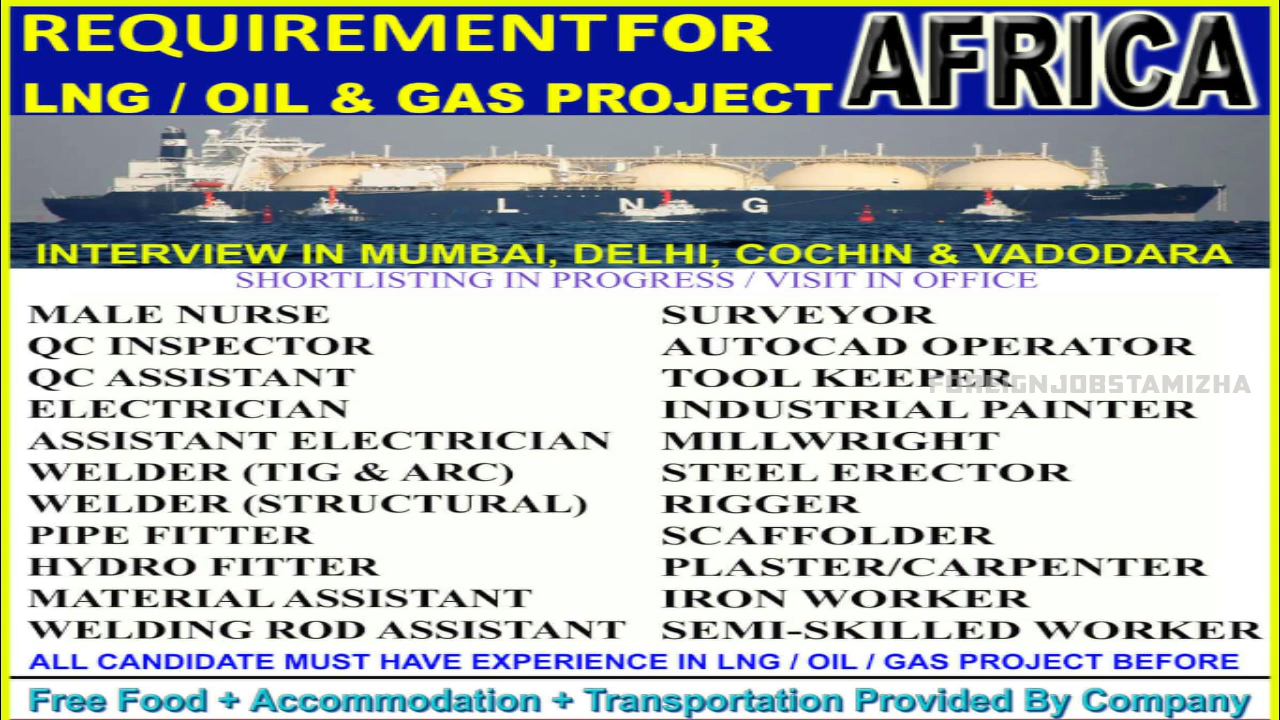 REQUIREMENT FOR
LNG / OIL & GAS PROJECT
AFRICA
L N G
INTERVIEW IN MUMBAI, DELHI, COCHIN & VADODARA
SHORTLISTING IN PROGRESS / VISIT IN OFFICE
MALE NURSE
QC INSPECTOR
QC ASSISTANT
ELECTRICIAN
ASSISTANT ELECTRICIAN
WELDER (TIG & ARC)
WELDER (STRUCTURAL)
PIPE FITTER
HYDRO FITTER
MATERIAL ASSISTANT
WELDING ROD ASSISTANT
SURVEYOR
AUTOCAD OPERATOR
TOOL KEEPER
FOREIGNJOBSTAMIZHA
INDUSTRIAL PAINTER
MILLWRIGHT
STEEL ERECTOR
RIGGER
SCAFFOLDER
PLASTER/CARPENTER
IRON WORKER
SEMI-SKILLED WORKER
ALL CANDIDATE MUST HAVE EXPERIENCE IN LNG / OIL / GAS PROJECT BEFORE
Free Food + Accommodation + Transportation Provided By Company